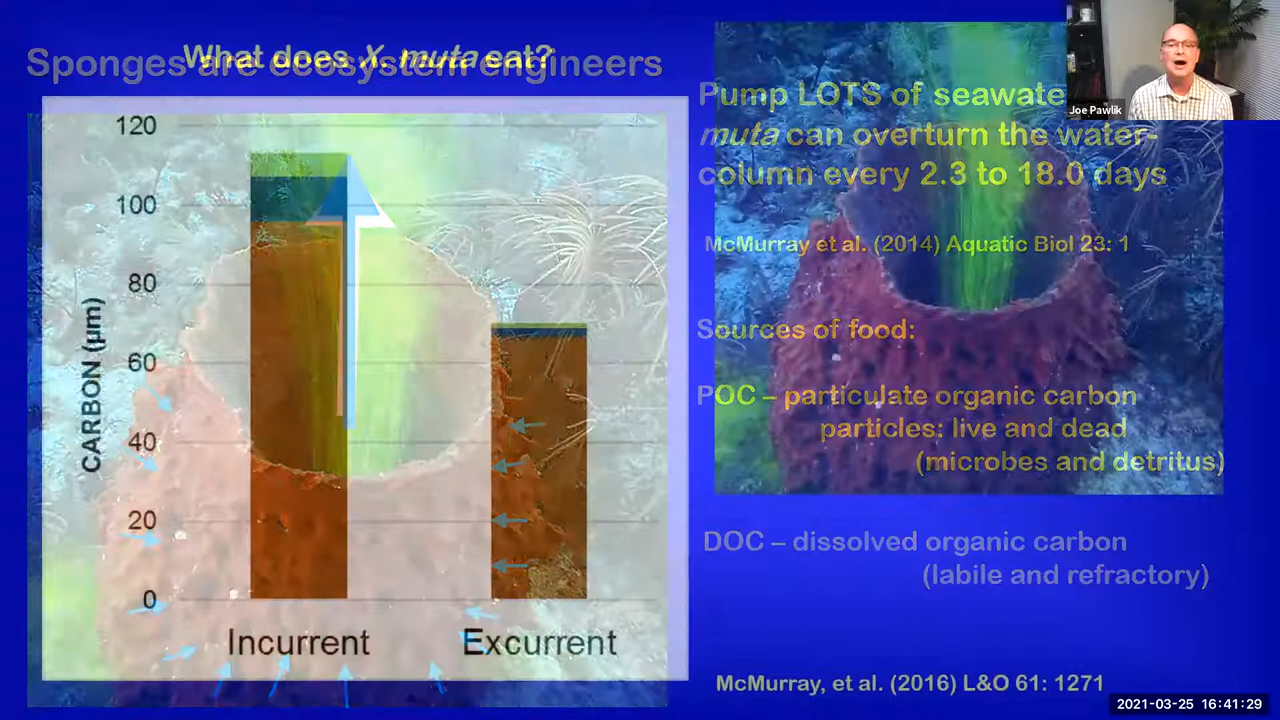 Sponges are ecosystem engineers
What does X. muta eat?
120
100
80
60
40
20
0
CARBON (µm)
Incurrent
Excurrent
Pump LOTS of seawate
muta can overturn the water-
column every 2.3 to 18.0 days
McMurray et al. (2014) Aquatic Biol 23: 1
Sources of food:
POC – particulate organic carbon
particles: live and dead
(microbes and detritus)
DOC – dissolved organic carbon
(labile and refractory)
McMurray, et al. (2016) L&O 61: 1271
Joe Pawlik
2021-03-25 16:41:29